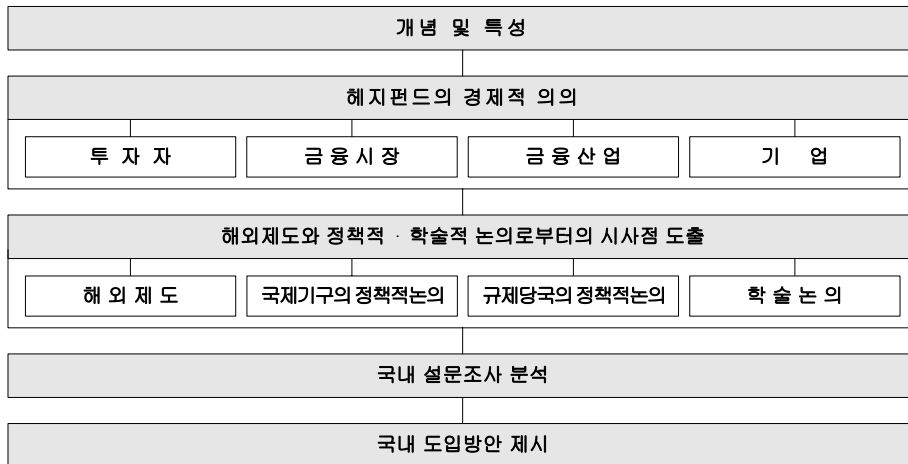 개념 및 특성
헤지펀드의 경제적 의의
투 자 자
금 융 시 장
금 융 산 업
기 업
해외제도와 정책적 · 학술적 논의로부터의 시사점 도출
해 외 제 도
국제기구의 정책적논의
규제당국의 정책적논의
학 술 논 의
국내 설문조사 분석
국내 도입방안 제시